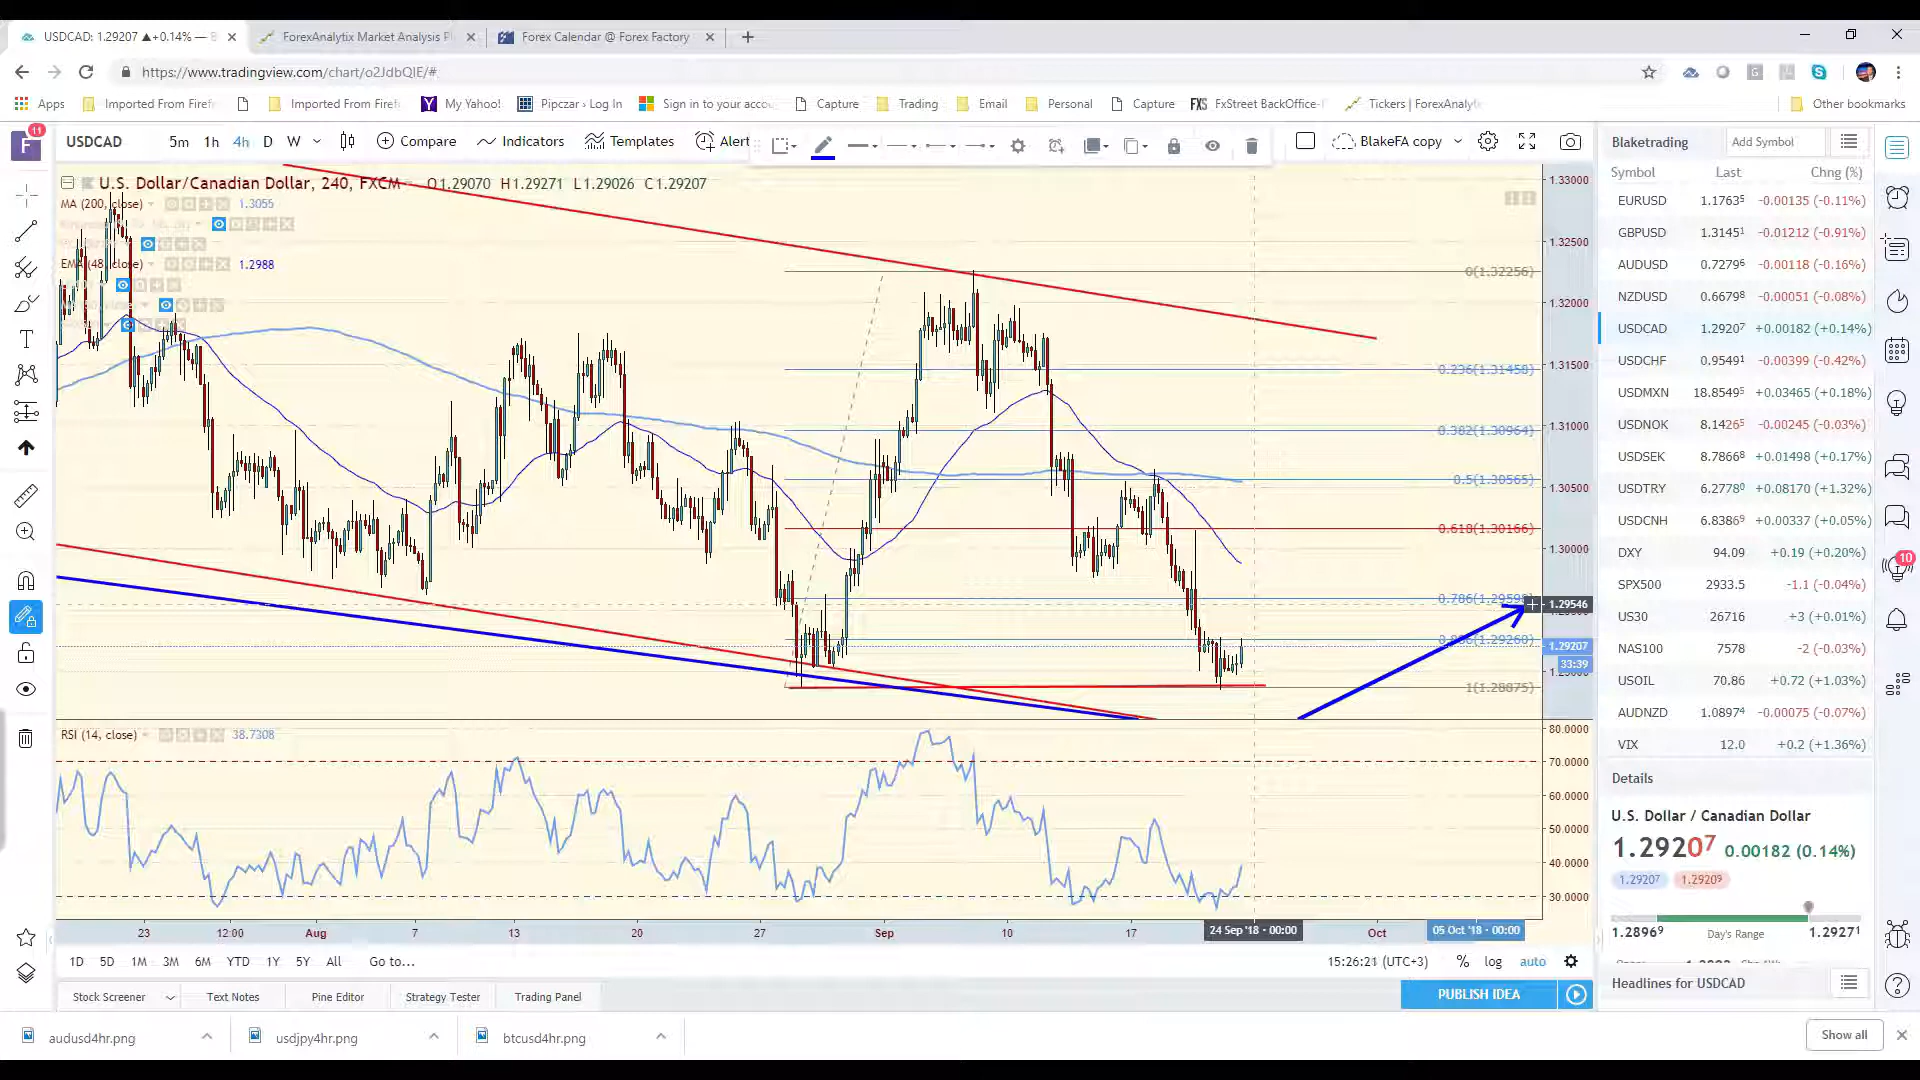 USDCAD: 1.29207 ▲+0.14% — B
ForexAnalytix Market Analysis P
Forex Calendar @ Forex Factory
https://www.tradingview.com/chart/o2JdbQIE/#
Apps
Imported From Firef
Imported From Firef
My Yahoo!
Pipczar › Log In
Sign in to your accou
Capture
Trading
Email
Personal
Capture
FXS FxStreet BackOffice-
Tickers | ForexAnalyte
Other bookmarks
11
F
USDCAD
5m 1h 4h D W
Compare
Indicators
Templates
Alert
BlakeFA copy
U.S. Dollar/Canadian Dollar, 240, FXCM O1.29070 H1.29271 L1.29026 C1.29207
MA (200, close) 1.3055
EMA (48, close) 1.2988
0(1.32256)
0.236(1.31458)
0.382(1.30964)
0.5(1.30565)
0.618(1.30166)
1(1.28875)
1.33000
1.32500
1.32000
1.31500
1.31000
1.30500
1.30000
1.29546
1.29207
33:39
RSI (14, close) 38.7308
80.0000
70.0000
60.0000
50.0000
40.0000
30.0000
23 12:00 Aug 7 13 20 27 Sep 10 17 24 Sep '18 - 00:00 Oct 05 Oct '18 - 00:00
1D 5D 1M 3M 6M YTD 1Y 5Y All Go to...
15:26:21 (UTC+3) % log auto
Stock Screener
Text Notes
Pine Editor
Strategy Tester
Trading Panel
PUBLISH IDEA
Blaketrading
Add Symbol
Symbol Last Chng (%)
EURUSD 1.17635 -0.00135 (-0.11%)
GBPUSD 1.31451 -0.01212 (-0.91%)
AUDUSD 0.72796 -0.00118 (-0.16%)
NZDUSD 0.66798 -0.00051 (-0.08%)
USDCAD 1.29207 +0.00182 (+0.14%)
USDCHF 0.95491 -0.00399 (-0.42%)
USDMXN 18.85495 +0.03465 (+0.18%)
USDNOK 8.14265 -0.00245 (-0.03%)
USDSEK 8.78668 +0.01498 (+0.17%)
USDTRY 6.27780 +0.08170 (+1.32%)
USDCNH 6.83869 +0.00337 (+0.05%)
DXY 94.09 +0.19 (+0.20%)
SPX500 2933.5 -1.1 (-0.04%)
US30 26716 +3 (+0.01%)
NAS100 7578 -2 (-0.03%)
USOIL 70.86 +0.72 (+1.03%)
AUDNZD 1.08974 -0.00075 (-0.07%)
VIX 12.0 +0.2 (+1.36%)
10
Details
U.S. Dollar / Canadian Dollar
1.29207 0.00182 (0.14%)
1.29207 1.29209
1.28969 Day's Range 1.29271
Headlines for USDCAD
audusd4hr.png
usdjpy4hr.png
btcusd4hr.png
Show all